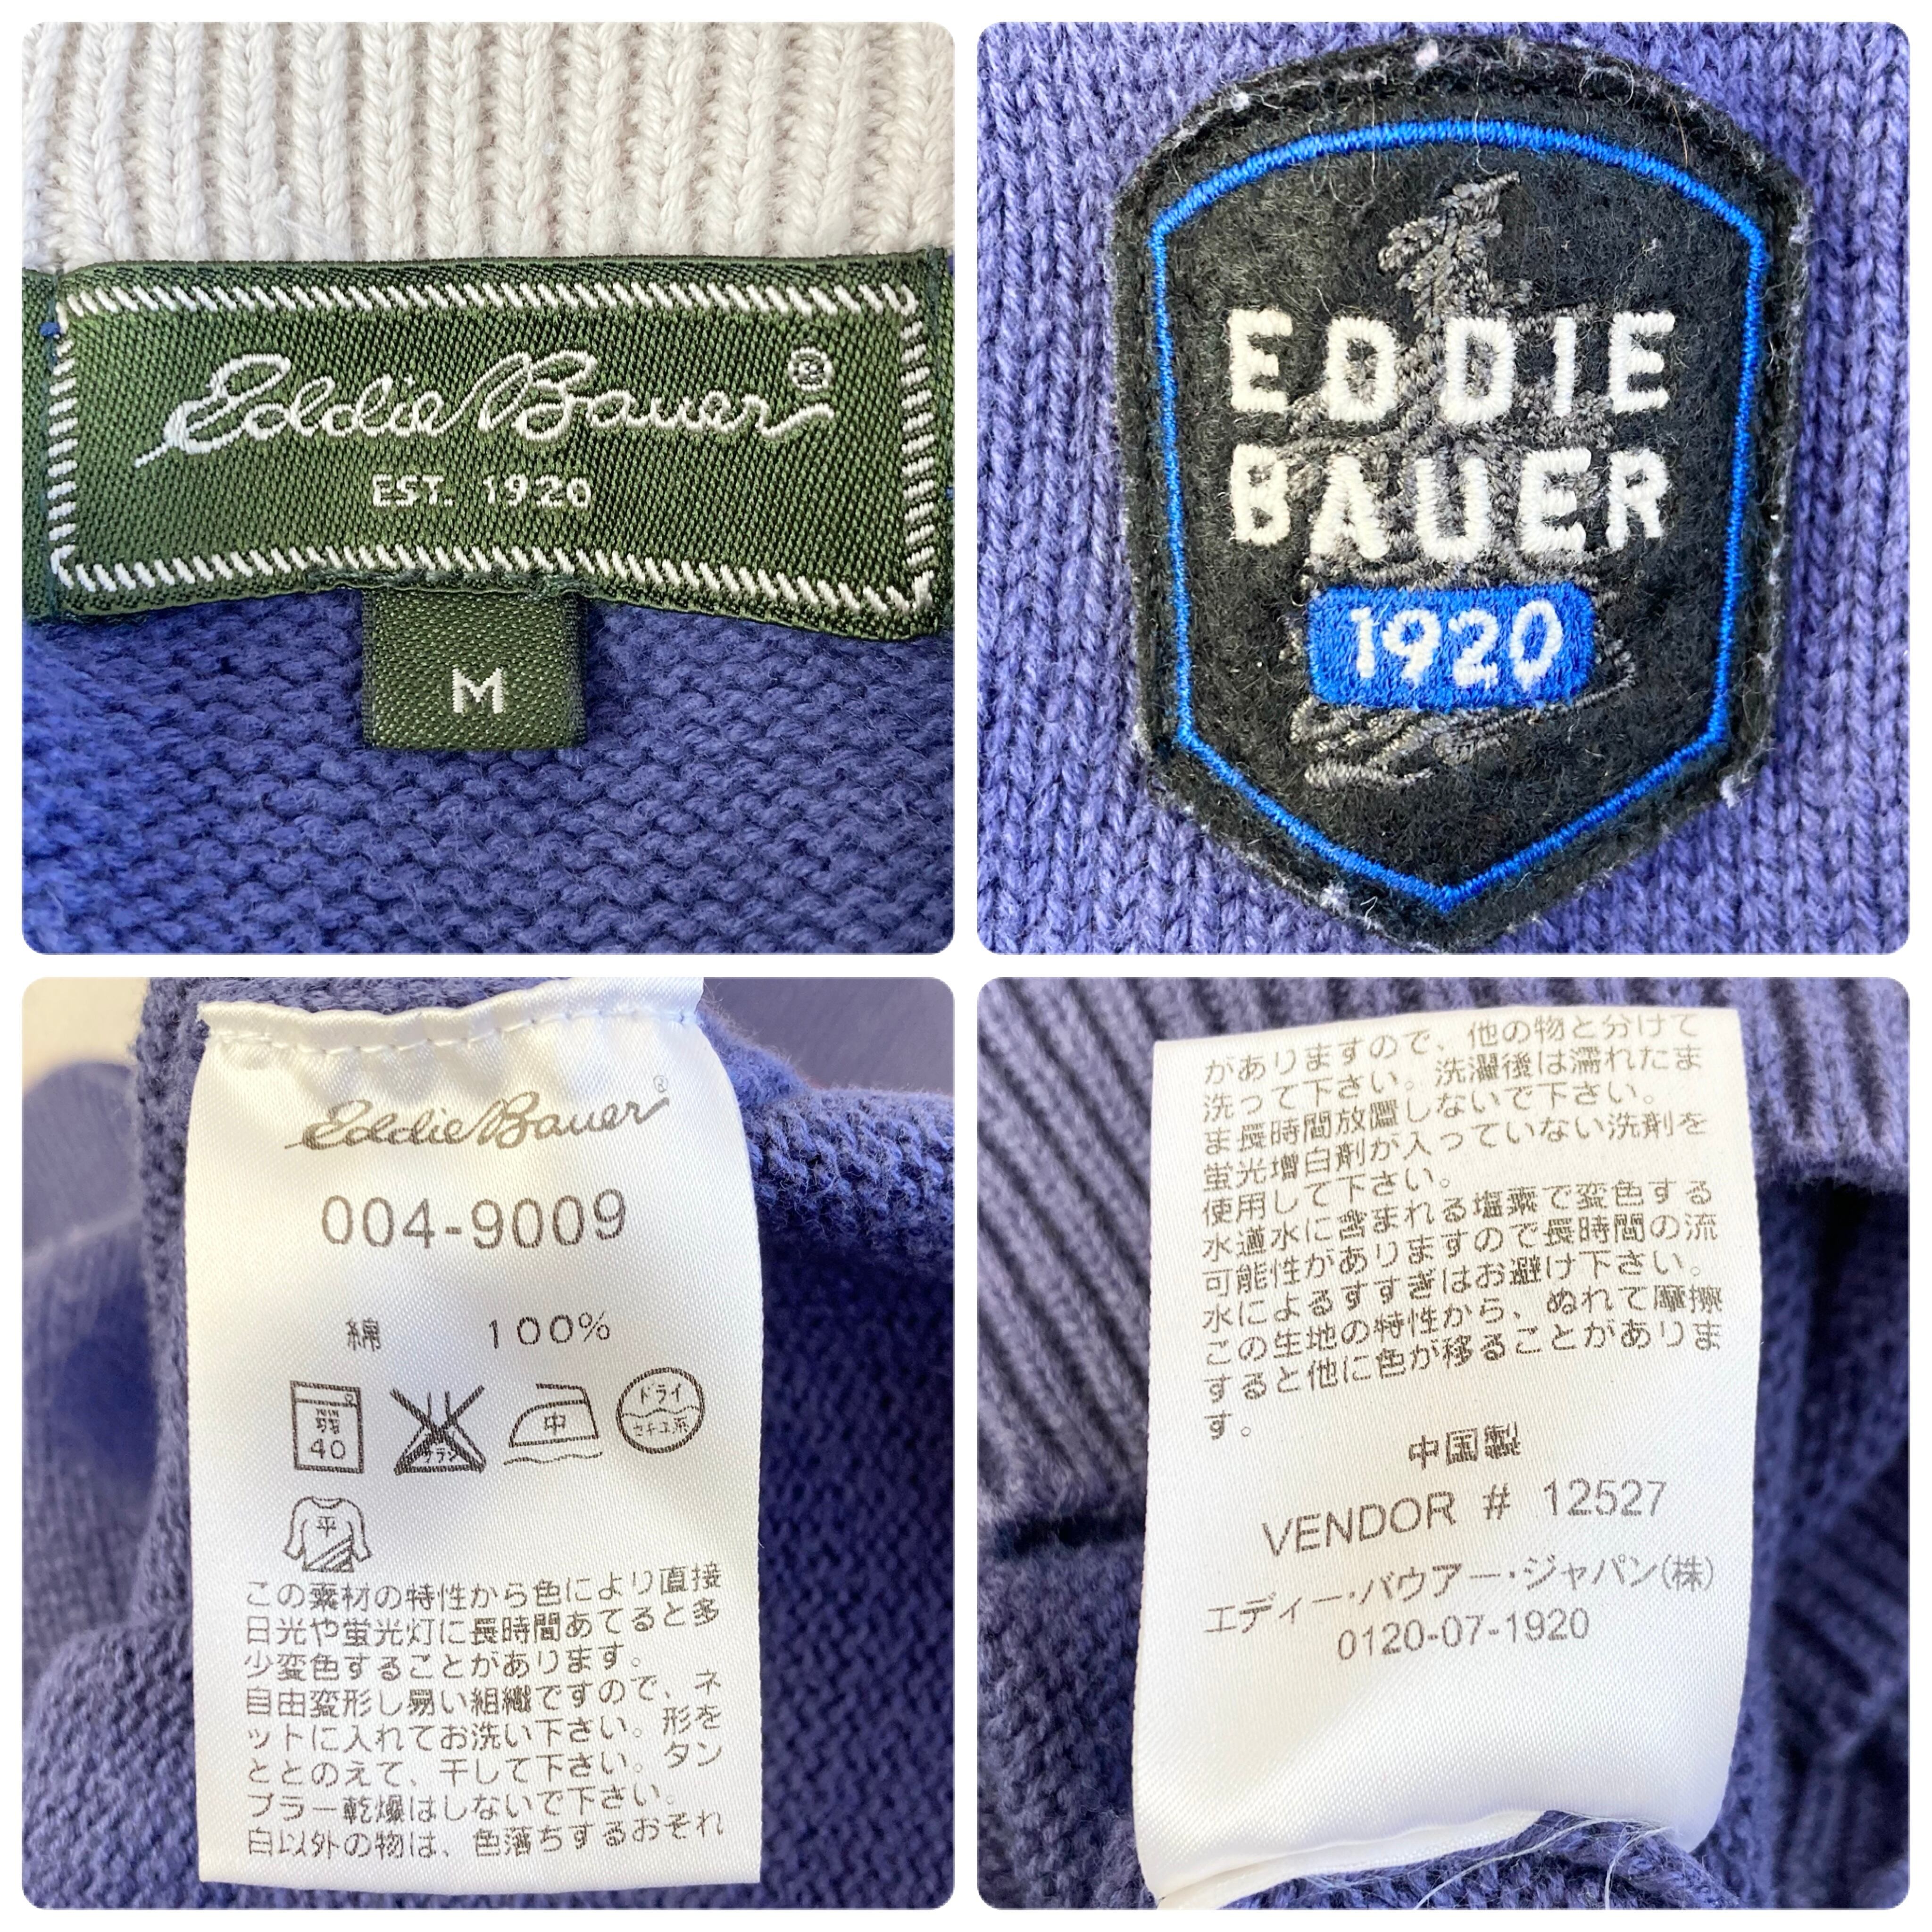 Eddie Bauer®
EST. 1920
M
EDDIE
BAUER
1920
Eddie Bauer®
004-9009
綿 100%
弱
40
エンソ
サラシ
中
ドライ
セキユ系
平
この素材の特性から色により直接
日光や蛍光灯に長時間あてると多
少変色することがあります。
自由変形し易い組織ですので、ネ
ットに入れてお洗い下さい。形を
ととのえて、干して下さい。タン
ブラー乾燥はしないで下さい。
白以外の物は、色落ちするおそれ
がありますので、他の物と分けて
洗って下さい。洗濯後は濡れたま
ま長時間放置しないで下さい。
蛍光増白剤が入っていない洗剤を
使用して下さい。
水道水に含まれる塩素で変色する
可能性がありますので長時間の流
水によるすすぎはお避け下さい。
この生地の特性から、ぬれて摩擦
すると他に色が移ることがありま
す。
中国製
VENDOR # 12527
エディー・バウアー・ジャパン(株)
0120-07-1920